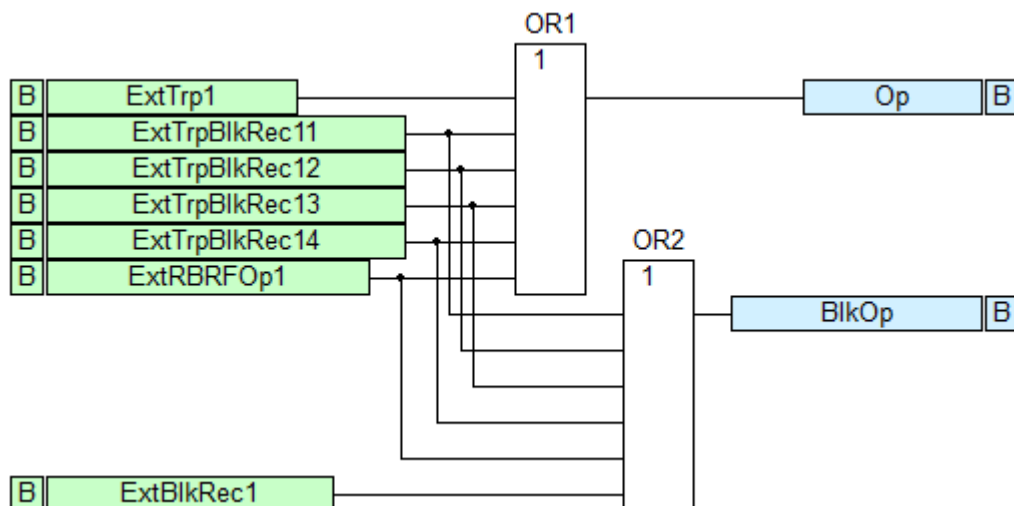 OR1
1
B ExtTrp1 Op B
B ExtTrpBlkRec11
B ExtTrpBlkRec12
B ExtTrpBlkRec13
B ExtTrpBlkRec14
OR2
B ExtRBRFOp1 1
BlkOp B
B ExtBlkRec1